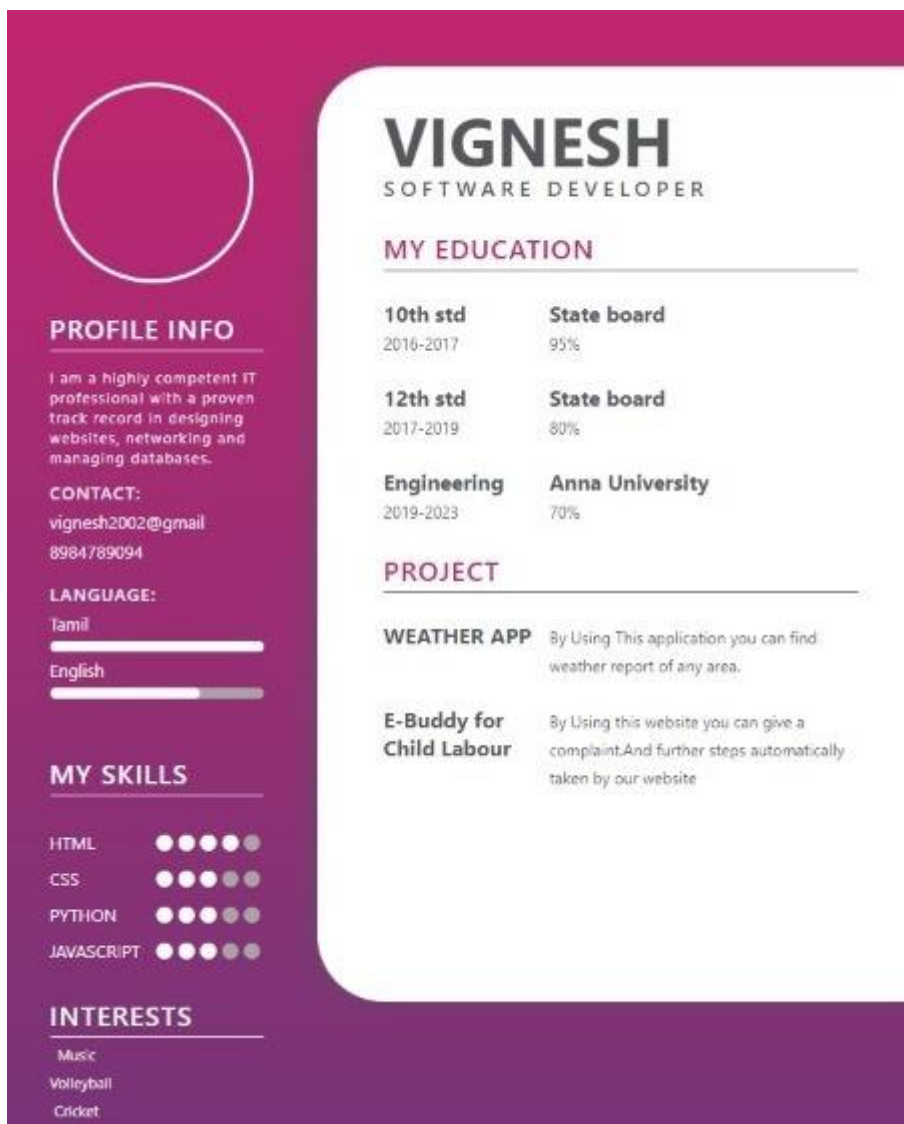 PROFILE INFO
I am a highly competent IT
professional with a proven
track record in designing
websites, networking and
managing databases.
CONTACT:
vignesh2002@gmail
8984789094
LANGUAGE:
Tamil
English
MY SKILLS
HTML
CSS
PYTHON
JAVASCRIPT
INTERESTS
Music
Volleyball
Cricket
VIGNESH
SOFTWARE DEVELOPER
MY EDUCATION
10th std State board
2016-2017 95%
12th std State board
2017-2019 80%
Engineering Anna University
2019-2023 70%
PROJECT
WEATHER APP By Using This application you can find
weather report of any area.
E-Buddy for By Using this website you can give a
Child Labour complaint.And further steps automatically
taken by our website